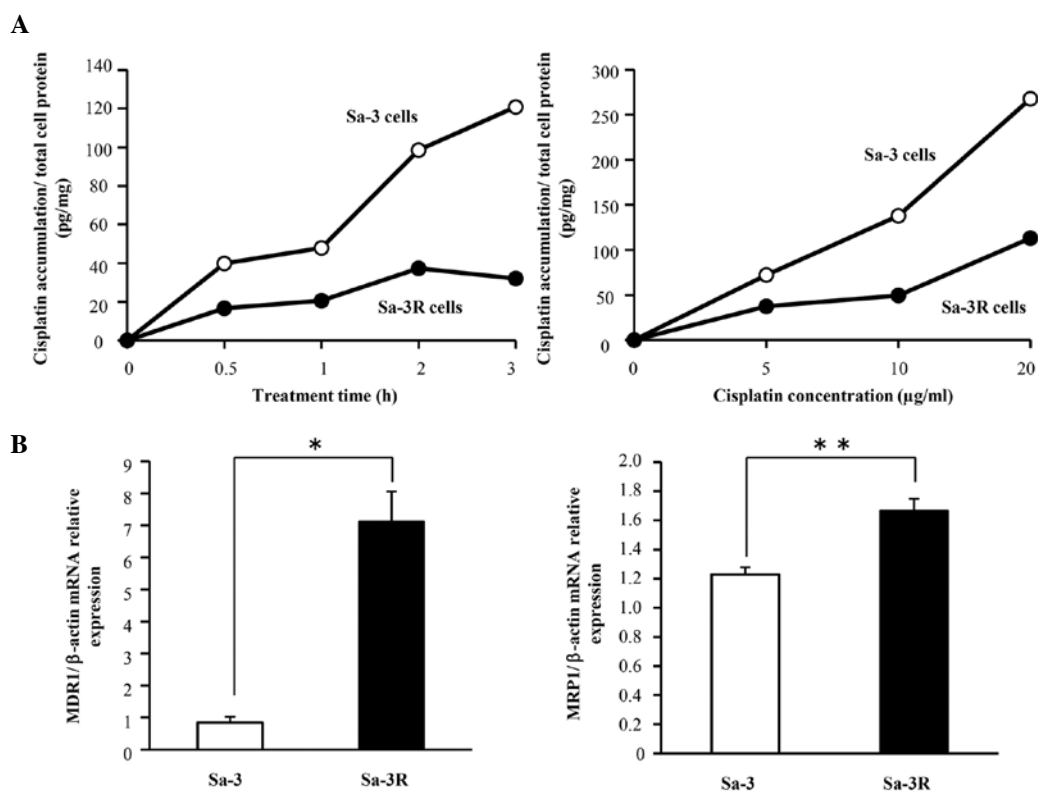 A
Cisplatin accumulation/ total cell protein
(pg/mg)
140
120
100
80
60
40
20
0
Sa-3 cells
Sa-3R cells
0 0.5 1 2 3
Treatment time (h)
Cisplatin accumulation/ total cell protein
(pg/mg)
300
250
200
150
100
50
0
Sa-3 cells
Sa-3R cells
0 5 10 20
Cisplatin concentration (μg/ml)
B
MDR1/ β-actin mRNA relative
expression
9
8
7
6
5
4
3
2
1
0
*
Sa-3 Sa-3R
MRP1/ β-actin mRNA relative
expression
2.0
1.8
1.6
1.4
1.2
1.0
0.8
0.6
0.4
0.2
0
* *
Sa-3 Sa-3R